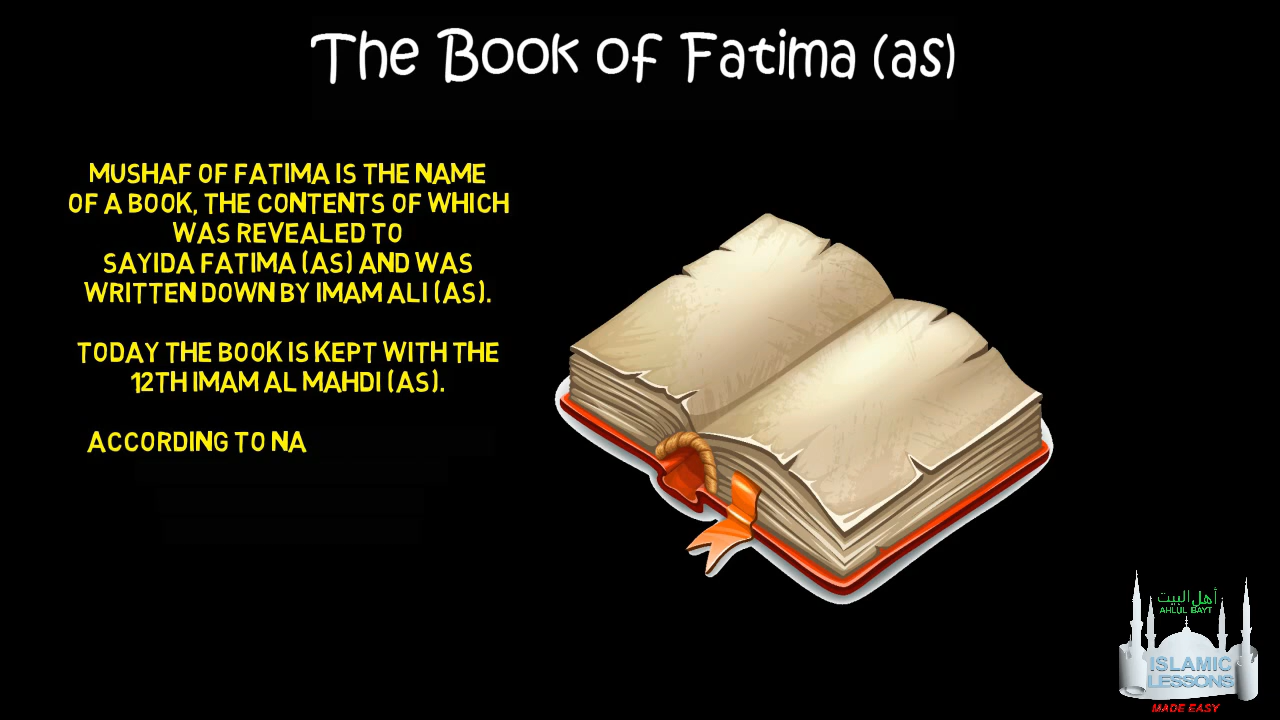 The Book of Fatima (as)
MUSHAF OF FATIMA IS THE NAME
OF A BOOK, THE CONTENTS OF WHICH
WAS REVEALED TO
SAYIDA FATIMA (AS) AND WAS
WRITTEN DOWN BY IMAM ALI (AS).
TODAY THE BOOK IS KEPT WITH THE
12TH IMAM AL MAHDI (AS).
ACCORDING TO NA
أهل البيت
AHLUL BAYT
ISLAMIC
LESSONS
MADE EASY